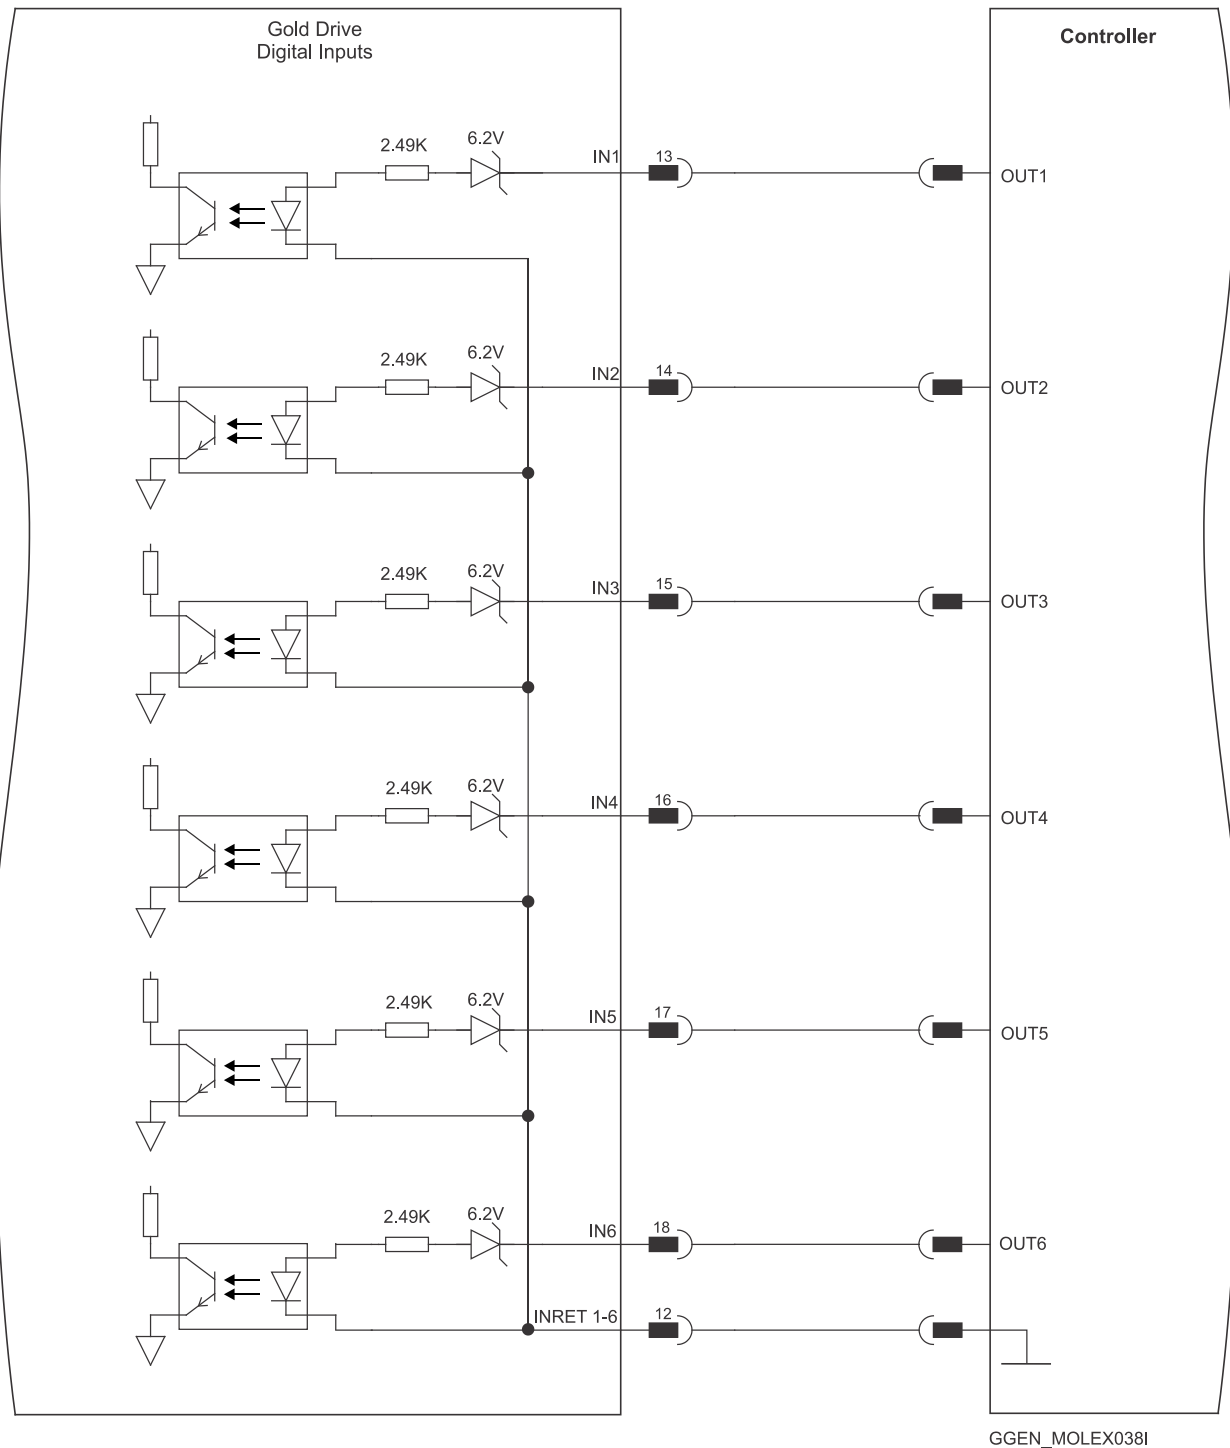 Gold Drive
Digital Inputs
Controller
2.49K
6.2V
IN1
13
OUT1
2.49K
6.2V
IN2
14
OUT2
2.49K
6.2V
IN3
15
OUT3
2.49K
6.2V
IN4
16
OUT4
2.49K
6.2V
IN5
17
OUT5
2.49K
6.2V
IN6
18
OUT6
INRET 1-6
12
GGEN_MOLEX038I